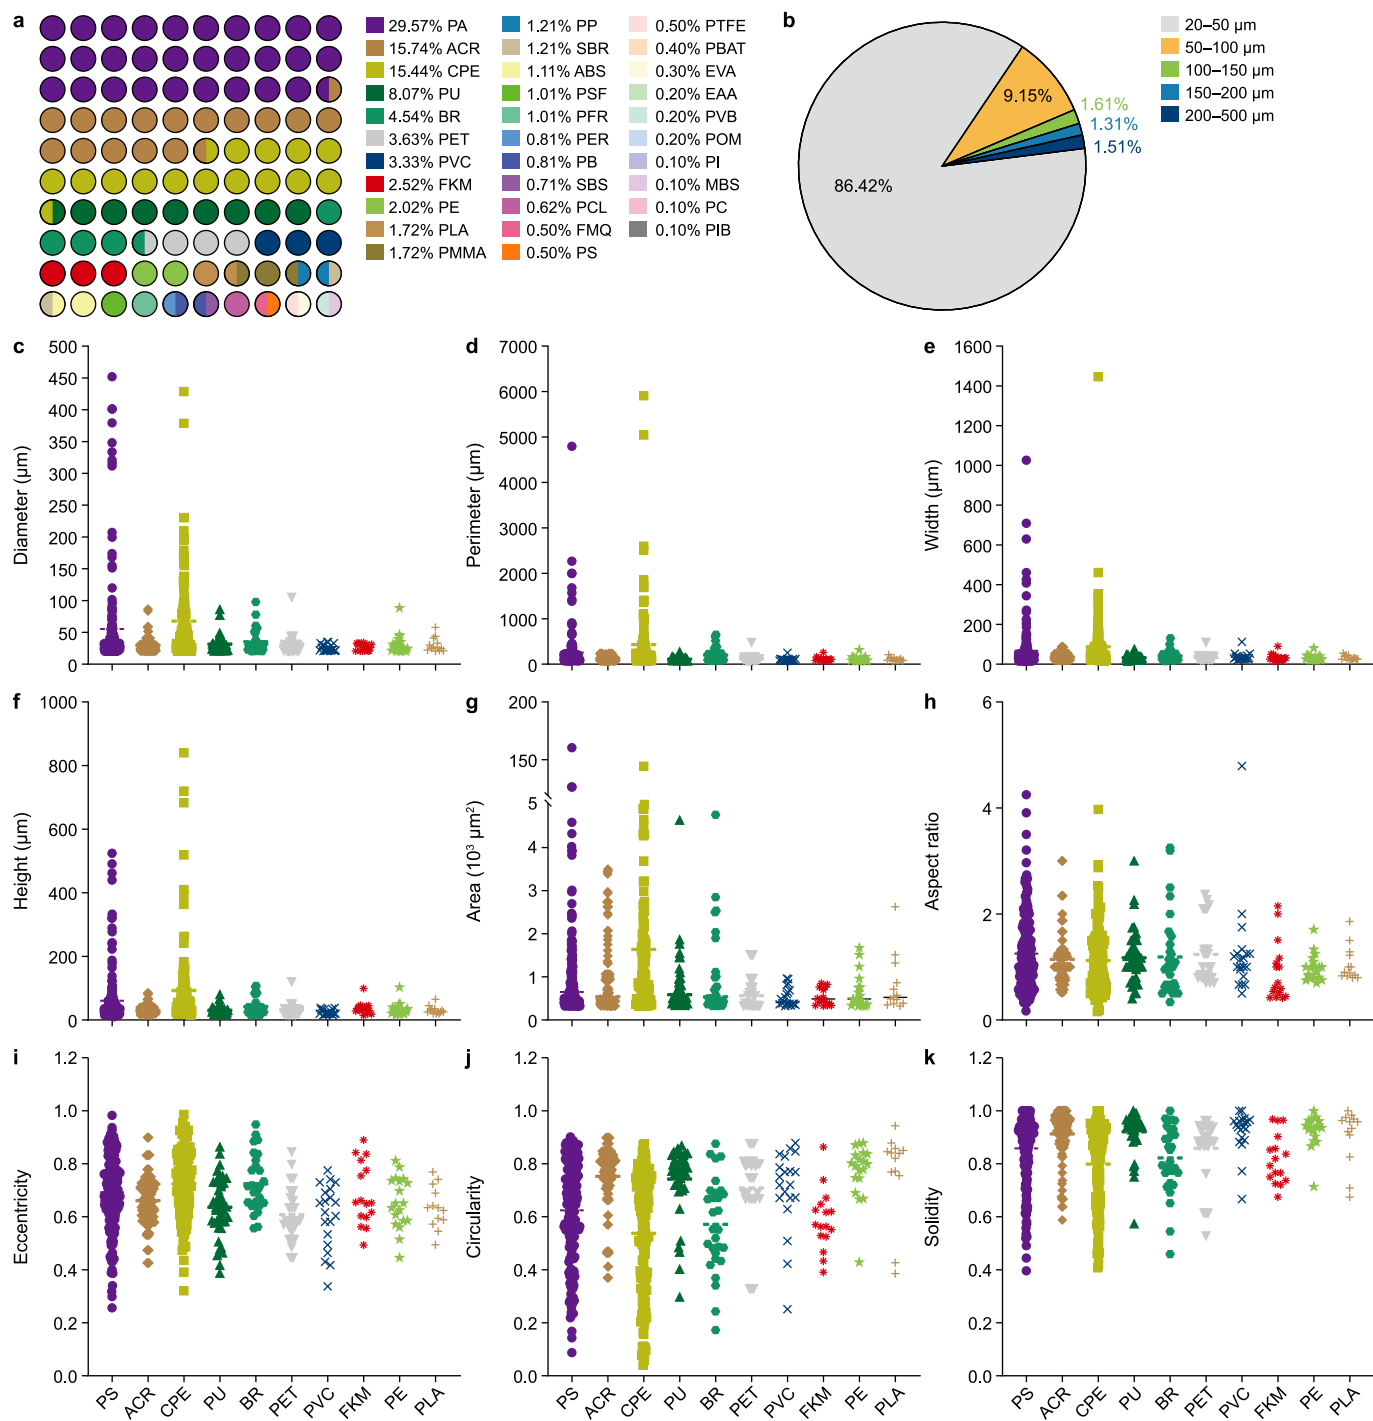 a
29.57% PA
15.74% ACR
15.44% CPE
8.07% PU
4.54% BR
3.63% PET
3.33% PVC
2.52% FKM
2.02% PE
1.72% PLA
1.72% PMMA
1.21% PP
1.21% SBR
1.11% ABS
1.01% PSF
1.01% PFR
0.81% PER
0.81% PB
0.71% SBS
0.62% PCL
0.50% FMQ
0.50% PS
0.50% PTFE
0.40% PBAT
0.30% EVA
0.20% EAA
0.20% PVB
0.20% POM
0.10% PI
0.10% MBS
0.10% PC
0.10% PIB
b
86.42%
9.15%
1.61%
1.31%
1.51%
20–50 µm
50–100 µm
100–150 µm
150–200 µm
200–500 µm
c
Diameter (µm)
500
450
400
350
300
250
200
150
100
50
0
d
Perimeter (µm)
7000
6000
5000
4000
3000
2000
1000
0
e
Width (µm)
1600
1400
1200
1000
800
600
400
200
0
f
Height (µm)
1000
800
600
400
200
0
g
Area (10³ µm²)
200
150
5
4
3
2
1
0
h
Aspect ratio
6
4
2
0
i
Eccentricity
1.2
1.0
0.8
0.6
0.4
0.2
0.0
PS ACR CPE PU BR PET PVC FKM PE PLA
j
Circularity
1.2
1.0
0.8
0.6
0.4
0.2
0.0
PS ACR CPE PU BR PET PVC FKM PE PLA
k
Solidity
1.2
1.0
0.8
0.6
0.4
0.2
0.0
PS ACR CPE PU BR PET PVC FKM PE PLA